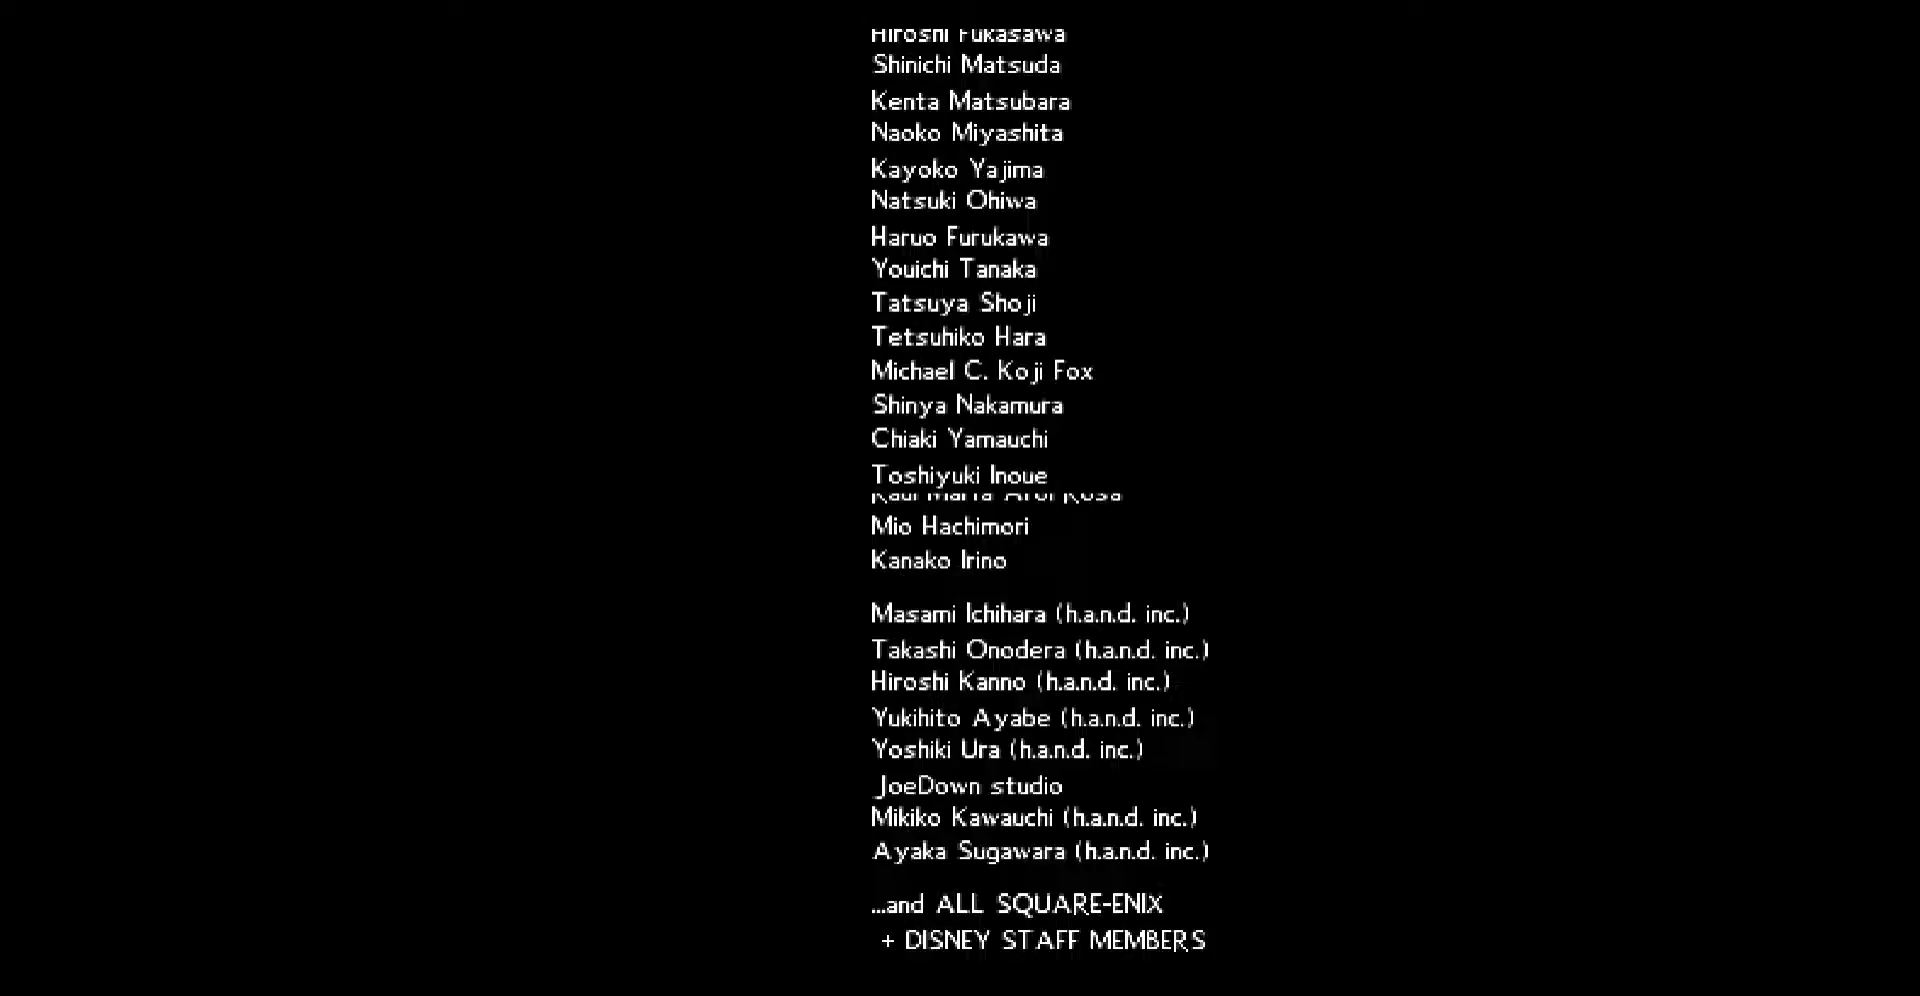 Hiroshi Fukasawa
Shinichi Matsuda
Kenta Matsubara
Naoko Miyashita
Kayoko Yajima
Natsuki Ohiwa
Haruo Furukawa
Youichi Tanaka
Tatsuya Shoji
Tetsuhiko Hara
Michael C. Koji Fox
Shinya Nakamura
Chiaki Yamauchi
Toshiyuki Inoue
Mio Hachimori
Kanako Irino
Masami Ichihara (h.a.n.d. inc.)
Takashi Onodera (h.a.n.d. inc.)
Hiroshi Kanno (h.a.n.d. inc.)
Yukihito Ayabe (h.a.n.d. inc.)
Yoshiki Ura (h.a.n.d. inc.)
JoeDown studio
Mikiko Kawauchi (h.a.n.d. inc.)
Ayaka Sugawara (h.a.n.d. inc.)
...and ALL SQUARE-ENIX
+ DISNEY STAFF MEMBERS